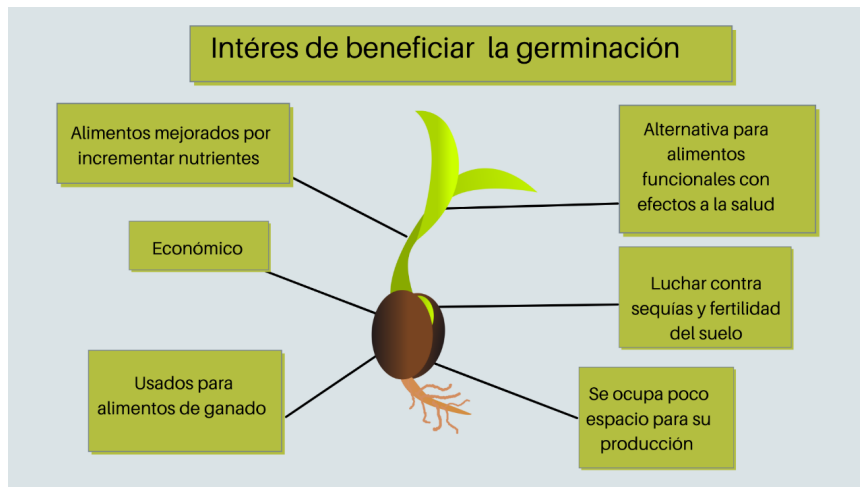 Intéres de beneficiar la germinación
Alimentos mejorados por
incrementar nutrientes
Económico
Usados para
alimentos de ganado
Alternativa para
alimentos
funcionales con
efectos a la salud
Luchar contra
sequías y fertilidad
del suelo
Se ocupa poco
espacio para su
producción